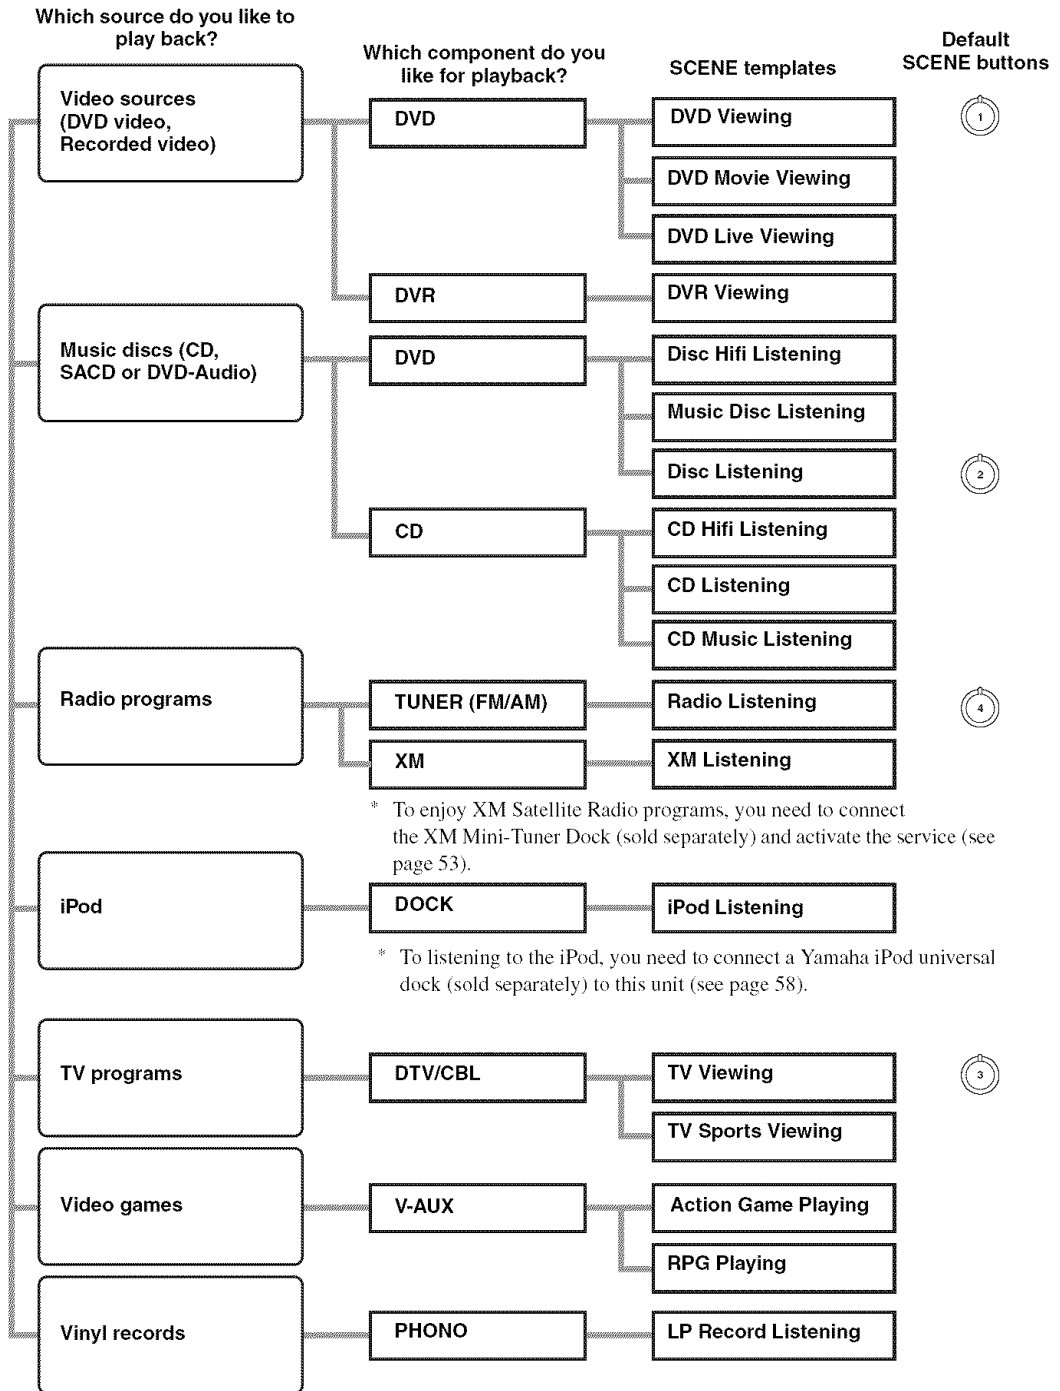 Which source do you like to
play back?
Which component do you
like for playback?
SCENE templates
Default
SCENE buttons
Video sources
(DVD video,
Recorded video)
DVD
DVD Viewing
1
DVD Movie Viewing
DVD Live Viewing
DVR
DVR Viewing
Music discs (CD,
SACD or DVD-Audio)
DVD
Disc Hifi Listening
Music Disc Listening
Disc Listening
2
CD
CD Hifi Listening
CD Listening
CD Music Listening
Radio programs
TUNER (FM/AM)
Radio Listening
4
XM
XM Listening
* To enjoy XM Satellite Radio programs, you need to connect
the XM Mini-Tuner Dock (sold separately) and activate the service (see
page 53).
iPod
DOCK
iPod Listening
* To listening to the iPod, you need to connect a Yamaha iPod universal
dock (sold separately) to this unit (see page 58).
TV programs
DTV/CBL
TV Viewing
3
TV Sports Viewing
Video games
V-AUX
Action Game Playing
RPG Playing
Vinyl records
PHONO
LP Record Listening